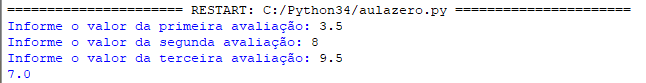 ====================== RESTART: C:/Python34/aulazero.py ======================
Informe o valor da primeira avaliação: 3.5
Informe o valor da segunda avaliação: 8
Informe o valor da terceira avaliação: 9.5
7.0